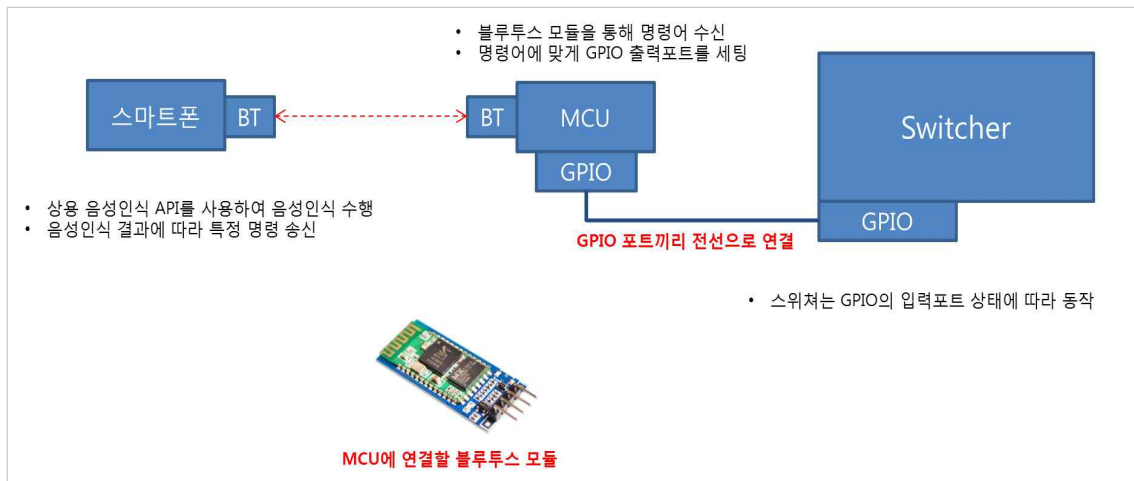 • 블루투스 모듈을 통해 명령어 수신
• 명령어에 맞게 GPIO 출력포트를 세팅
스마트폰
BT
BT
MCU
GPIO
Switcher
GPIO
• 상용 음성인식 API를 사용하여 음성인식 수행
• 음성인식 결과에 따라 특정 명령 송신
GPIO 포트끼리 전선으로 연결
• 스위쳐는 GPIO의 입력포트 상태에 따라 동작
MCU에 연결할 블루투스 모듈